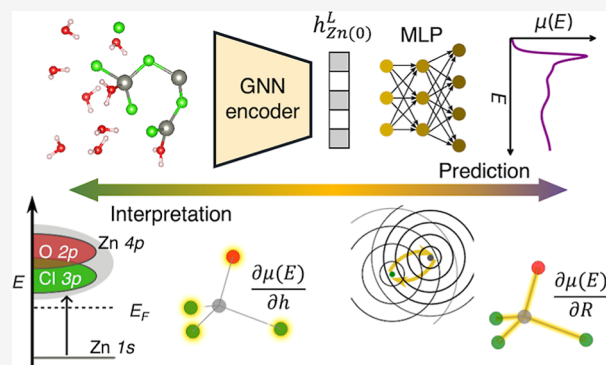 h^L_{Zn(0)}
MLP
μ(E)
GNN
encoder
E
Prediction
Interpretation
Zn 4p
O 2p
Cl 3p
E
E_F
Zn 1s
∂μ(E)
∂h
∂μ(E)
∂R